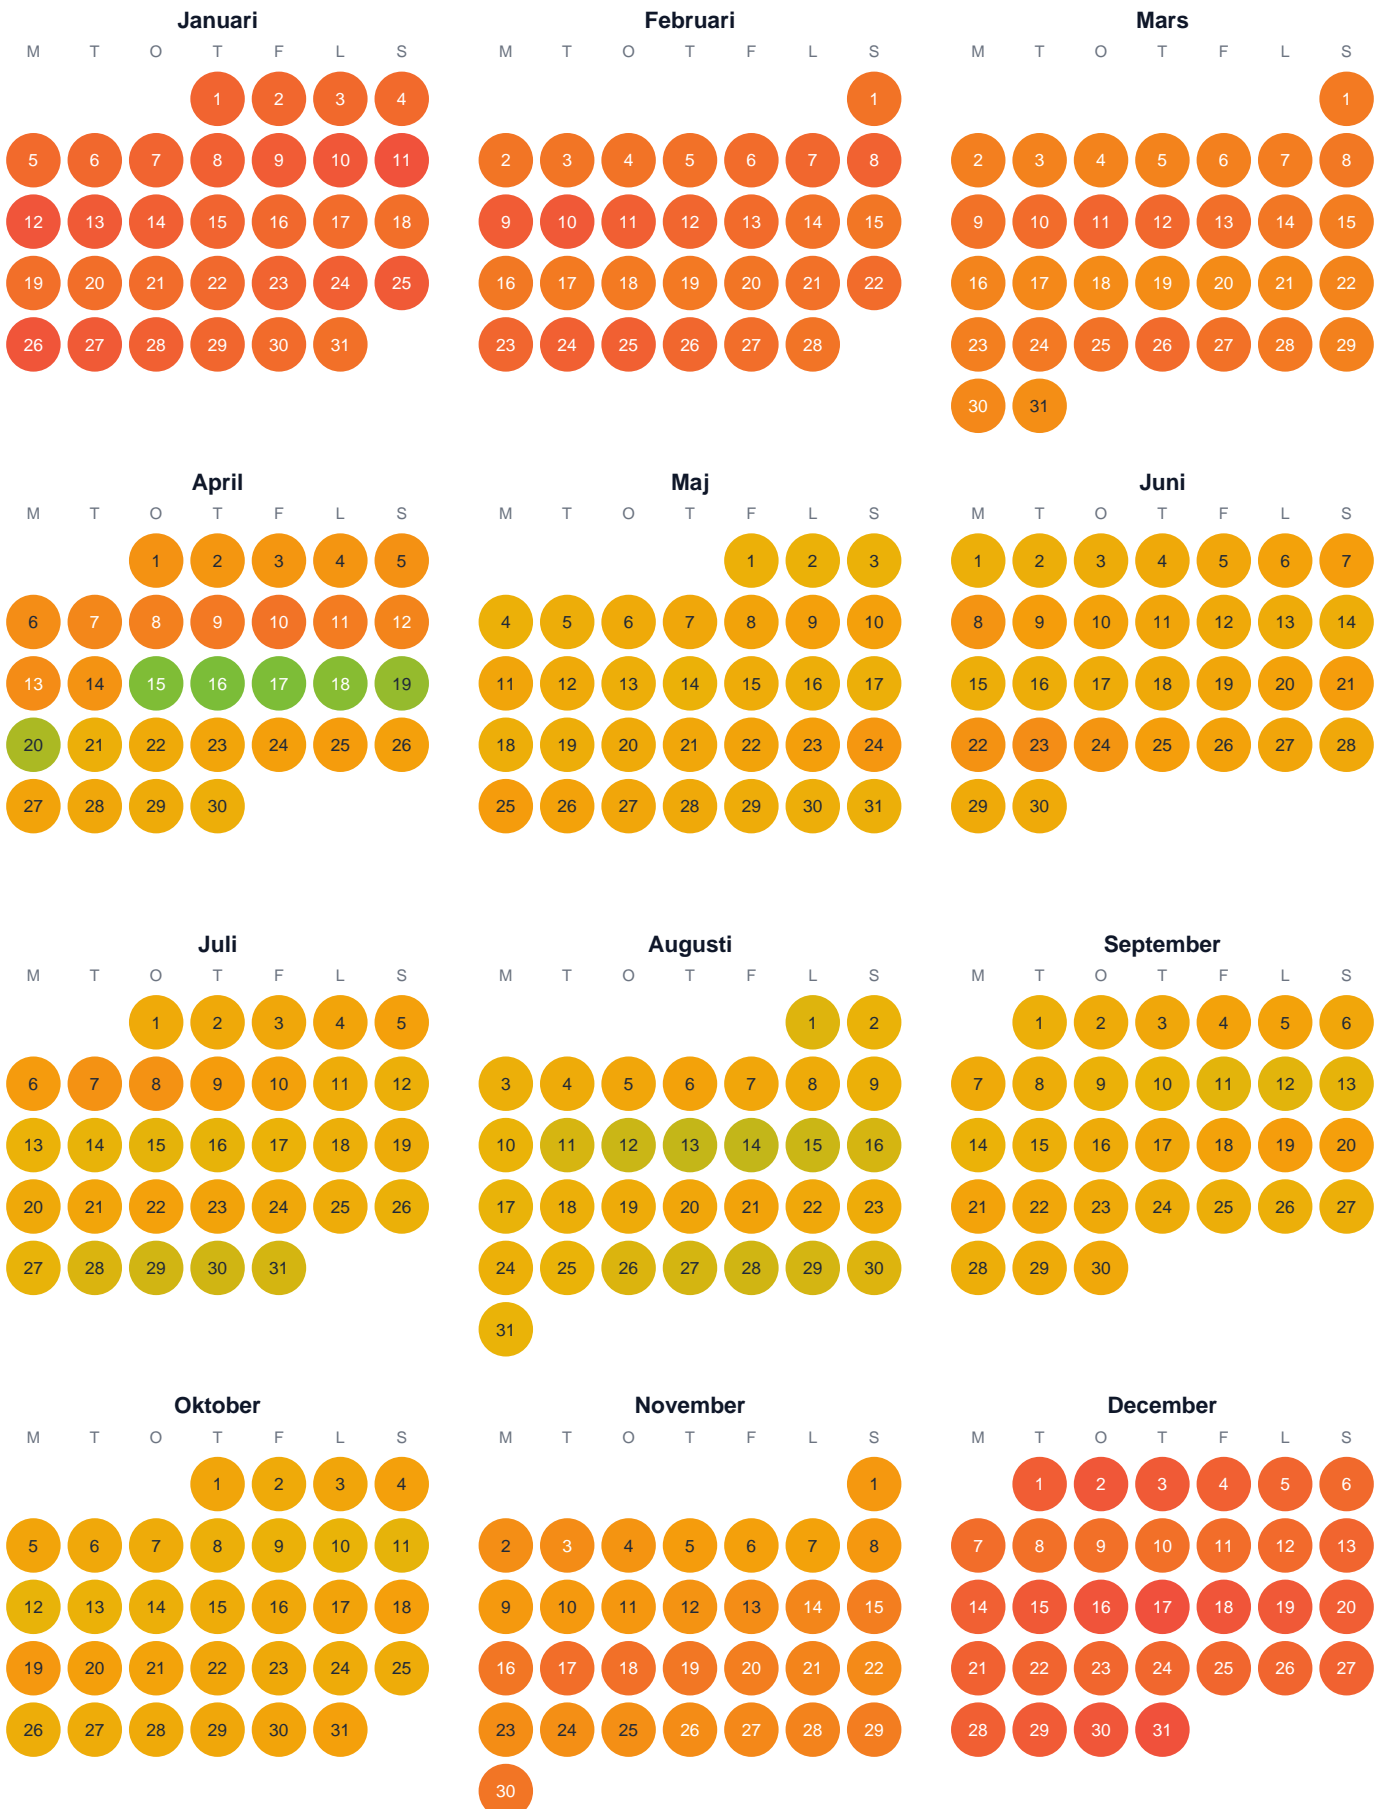 Januari Februari Mars
M T O T F L S M T O T F L S M T O T F L S
1 2 3 4 1 1
5 6 7 8 9 10 11 2 3 4 5 6 7 8 2 3 4 5 6 7 8
12 13 14 15 16 17 18 9 10 11 12 13 14 15 9 10 11 12 13 14 15
19 20 21 22 23 24 25 16 17 18 19 20 21 22 16 17 18 19 20 21 22
26 27 28 29 30 31 23 24 25 26 27 28 23 24 25 26 27 28 29
30 31
April Maj Juni
M T O T F L S M T O T F L S M T O T F L S
1 2 3 4 5 1 2 3 1 2 3 4 5 6 7
6 7 8 9 10 11 12 4 5 6 7 8 9 10 8 9 10 11 12 13 14
13 14 15 16 17 18 19 11 12 13 14 15 16 17 15 16 17 18 19 20 21
20 21 22 23 24 25 26 18 19 20 21 22 23 24 22 23 24 25 26 27 28
27 28 29 30 25 26 27 28 29 30 31 29 30
Juli Augusti September
M T O T F L S M T O T F L S M T O T F L S
1 2 3 4 5 1 2 1 2 3 4 5 6
6 7 8 9 10 11 12 3 4 5 6 7 8 9 7 8 9 10 11 12 13
13 14 15 16 17 18 19 10 11 12 13 14 15 16 14 15 16 17 18 19 20
20 21 22 23 24 25 26 17 18 19 20 21 22 23 21 22 23 24 25 26 27
27 28 29 30 31 24 25 26 27 28 29 30 28 29 30
31
Oktober November December
M T O T F L S M T O T F L S M T O T F L S
1 2 3 4 1 1 2 3 4 5 6
5 6 7 8 9 10 11 2 3 4 5 6 7 8 7 8 9 10 11 12 13
12 13 14 15 16 17 18 9 10 11 12 13 14 15 14 15 16 17 18 19 20
19 20 21 22 23 24 25 16 17 18 19 20 21 22 21 22 23 24 25 26 27
26 27 28 29 30 31 23 24 25 26 27 28 29 28 29 30 31
30